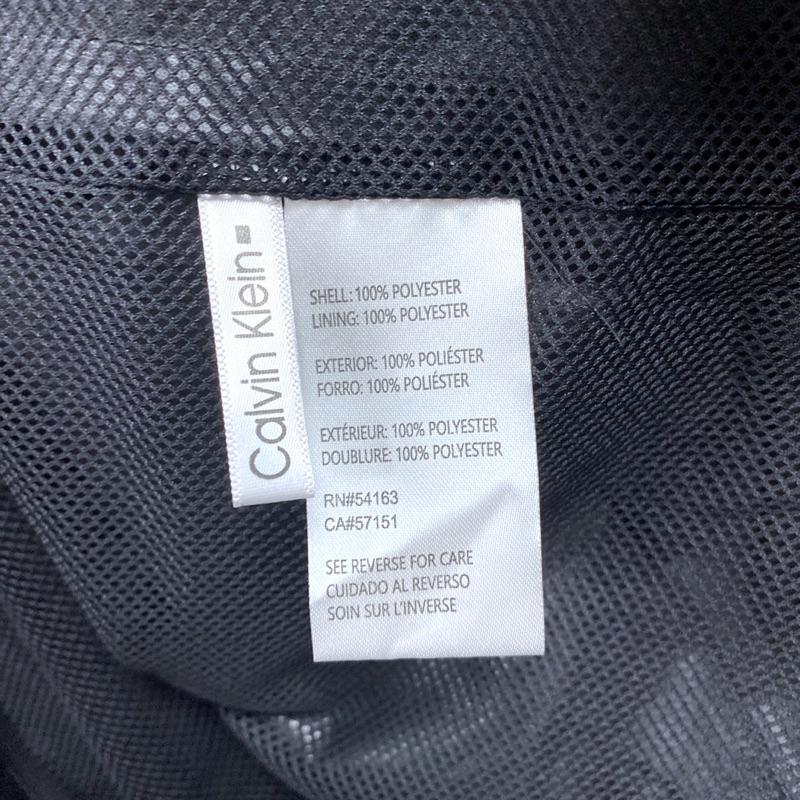 Calvin Klein
SHELL: 100% POLYESTER
LINING: 100% POLYESTER
EXTERIOR: 100% POLIÉSTER
FORRO: 100% POLIÉSTER
EXTÉRIEUR: 100% POLYESTER
DOUBLURE: 100% POLYESTER
RN#54163
CA#57151
SEE REVERSE FOR CARE
CUIDADO AL REVERSO
SOIN SUR L'INVERSE